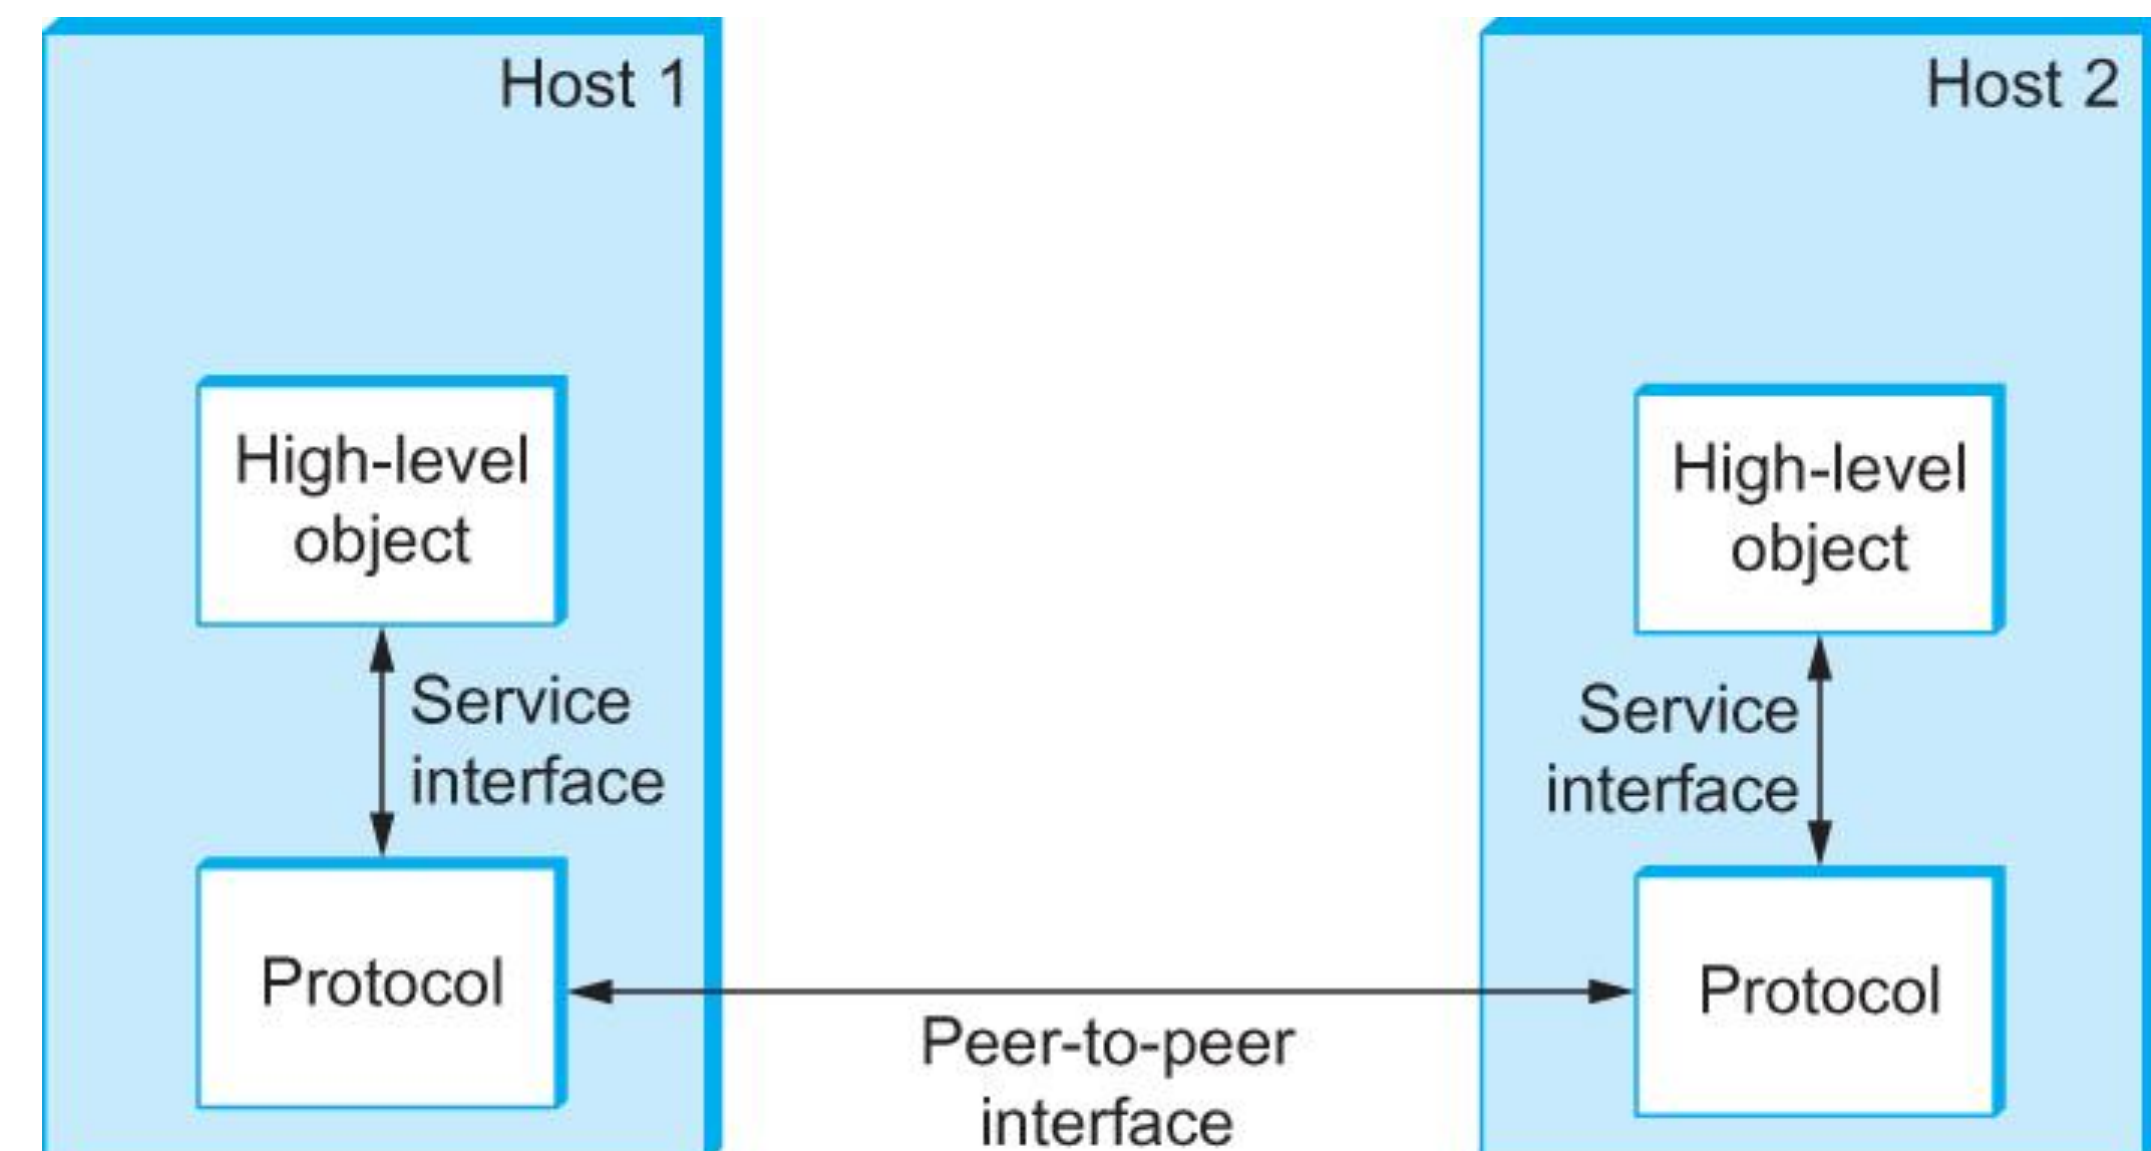 Host 1
High-level
object
Service
interface
Protocol
Peer-to-peer
interface
Host 2
High-level
object
Service
interface
Protocol